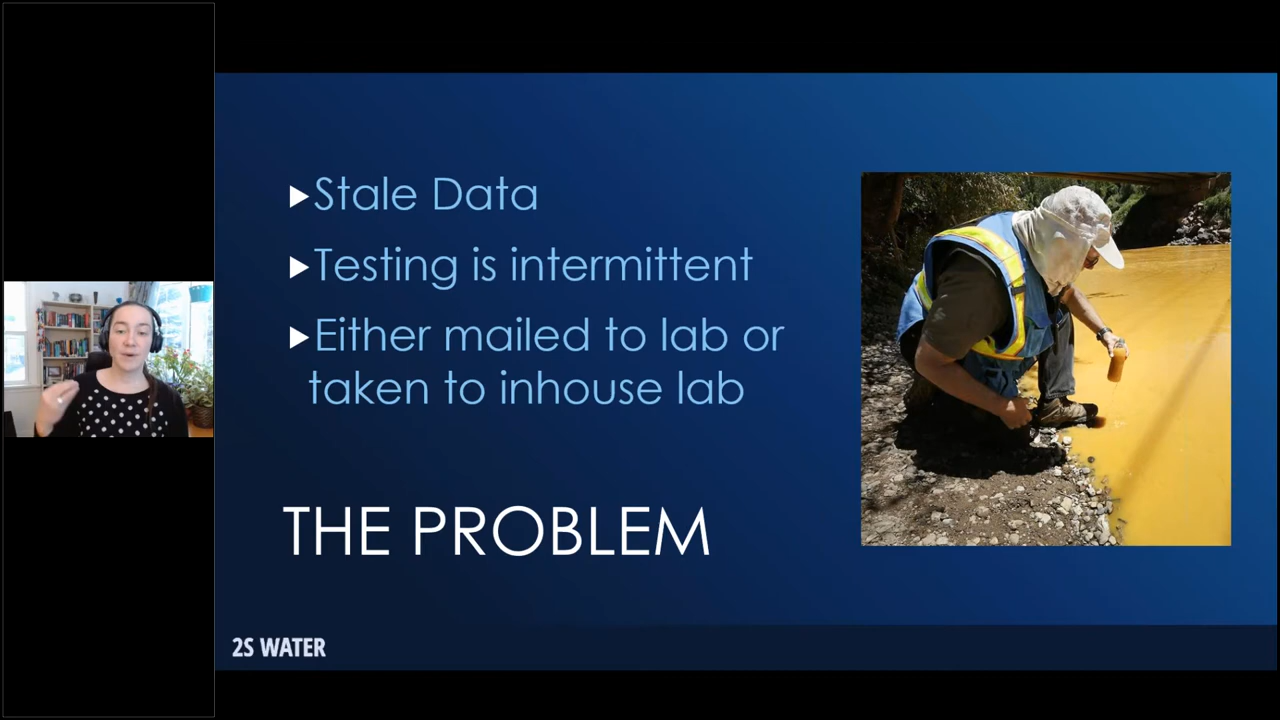 Stale Data
Testing is intermittent
Either mailed to lab or
taken to inhouse lab
THE PROBLEM
2S WATER